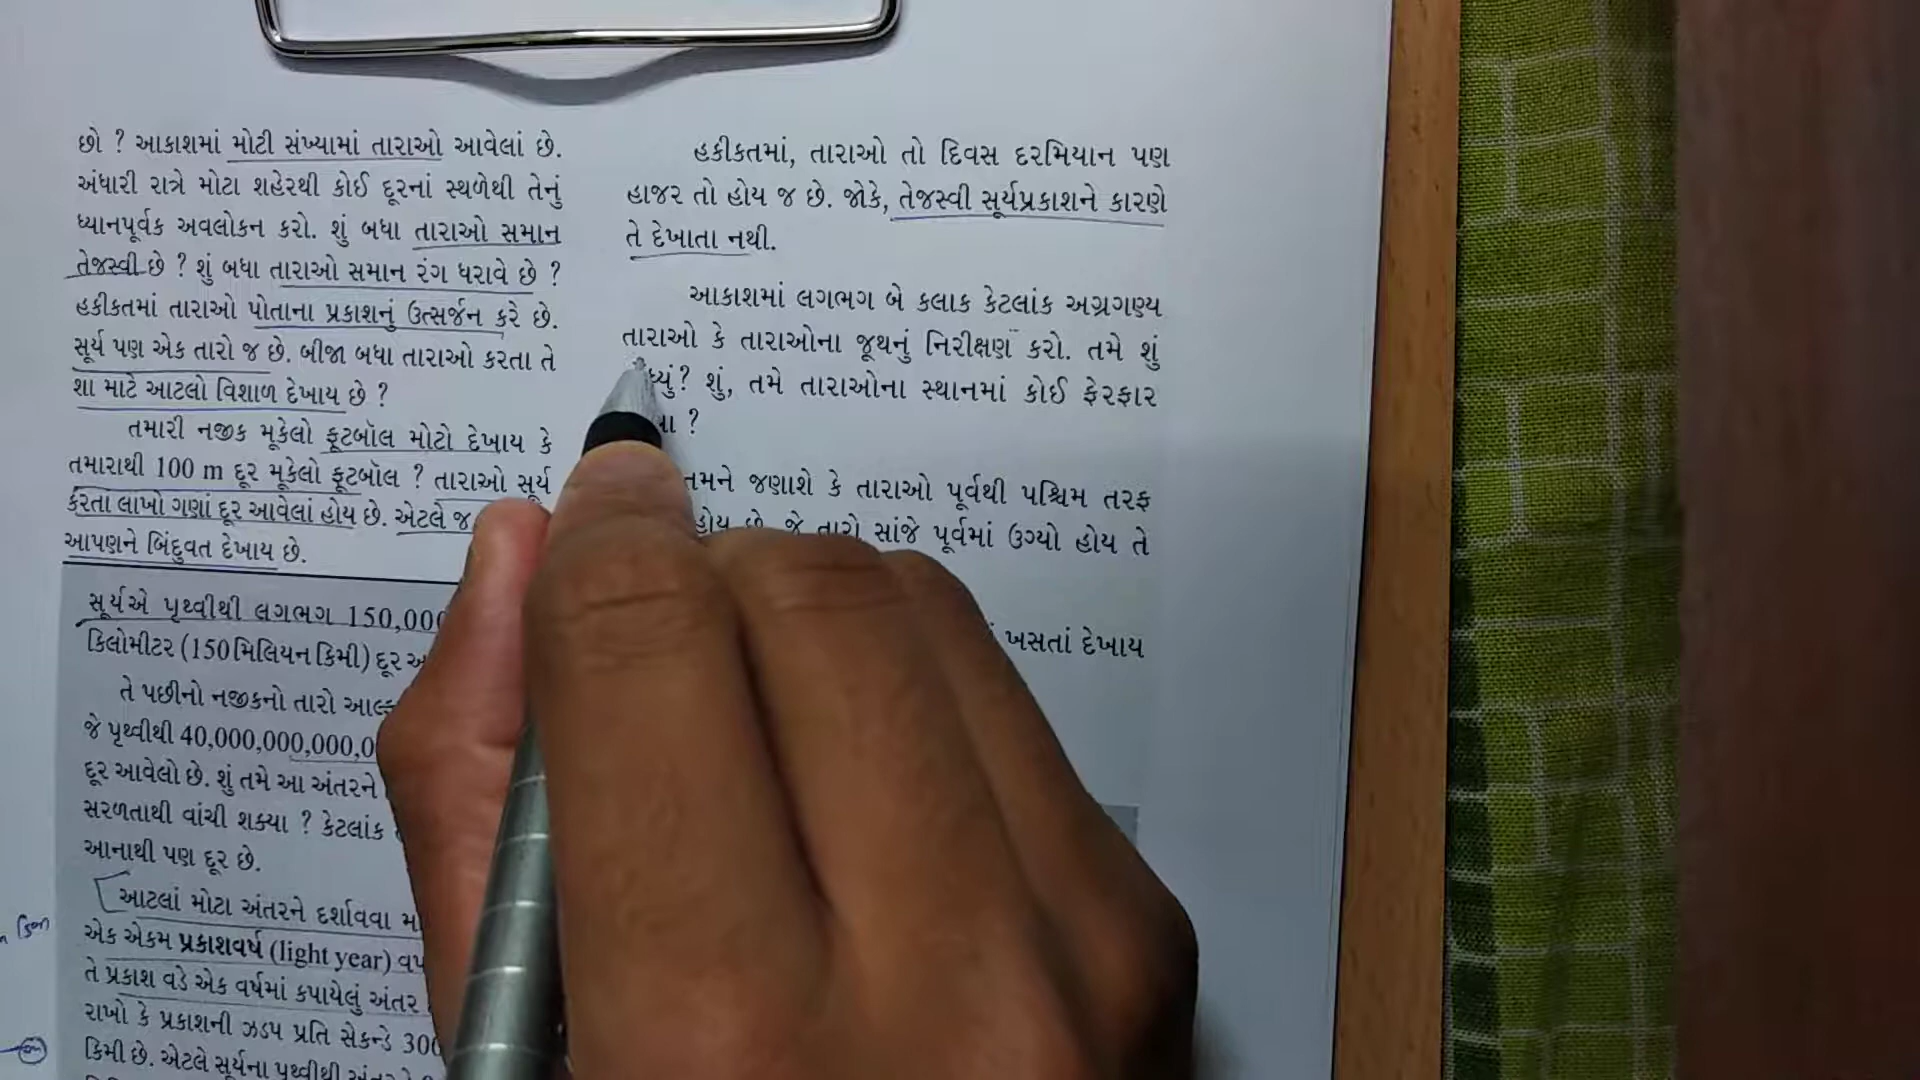 છો ? આકાશમાં મોટી સંખ્યામાં તારાઓ આવેલાં છે.
અંધારી રાત્રે મોટા શહેરથી કોઈ દૂરનાં સ્થળેથી તેનું
ધ્યાનપૂર્વક અવલોકન કરો. શું બધા તારાઓ સમાન
તેજસ્વી છે ? શું બધા તારાઓ સમાન રંગ ધરાવે છે ?
હકીકતમાં તારાઓ પોતાના પ્રકાશનું ઉત્સર્જન કરે છે.
સૂર્ય પણ એક તારો જ છે. બીજા બધા તારાઓ કરતા તે
શા માટે આટલો વિશાળ દેખાય છે ?
તમારી નજીક મૂકેલો ફૂટબૉલ મોટો દેખાય કે
તમારાથી 100 m દૂર મૂકેલો ફૂટબૉલ ? તારાઓ સૂર્ય
કરતા લાખો ગણાં દૂર આવેલાં હોય છે. એટલે જ
આપણને બિંદુવત દેખાય છે.
સૂર્યએ પૃથ્વીથી લગભગ 150,000
કિલોમીટર (150 મિલિયન કિમી) દૂર
તે પછીનો નજીકનો તારો
જે પૃથ્વીથી 40,000,000,000,0
દૂર આવેલો છે. શું તમે આ અંતરને
સરળતાથી વાંચી શક્યા ? કેટલાંક
આનાથી પણ દૂર છે.
આટલાં મોટા અંતરને દર્શાવવા
એક એકમ પ્રકાશવર્ષ (light year)
તે પ્રકાશ વડે એક વર્ષમાં કપાયેલું અંતર
રાખો કે પ્રકાશની ઝડપ પ્રતિ સેકન્ડે 300
કિમી છે. એટલે સૂર્યના પૃથ્વીથી
હકીકતમાં, તારાઓ તો દિવસ દરમિયાન પણ
હાજર તો હોય જ છે. જોકે, તેજસ્વી સૂર્યપ્રકાશને કારણે
તે દેખાતા નથી.
આકાશમાં લગભગ બે કલાક કેટલાંક અગ્રગણ્ય
તારાઓ કે તારાઓના જૂથનું નિરીક્ષણ કરો. તમે શું
શું, તમે તારાઓના સ્થાનમાં કોઈ ફેરફાર
?
તમને જણાશે કે તારાઓ પૂર્વથી પશ્ચિમ તરફ
હોય છે. જે તારો સાંજે પૂર્વમાં ઉગ્યો હોય તે
ખસતાં દેખાય